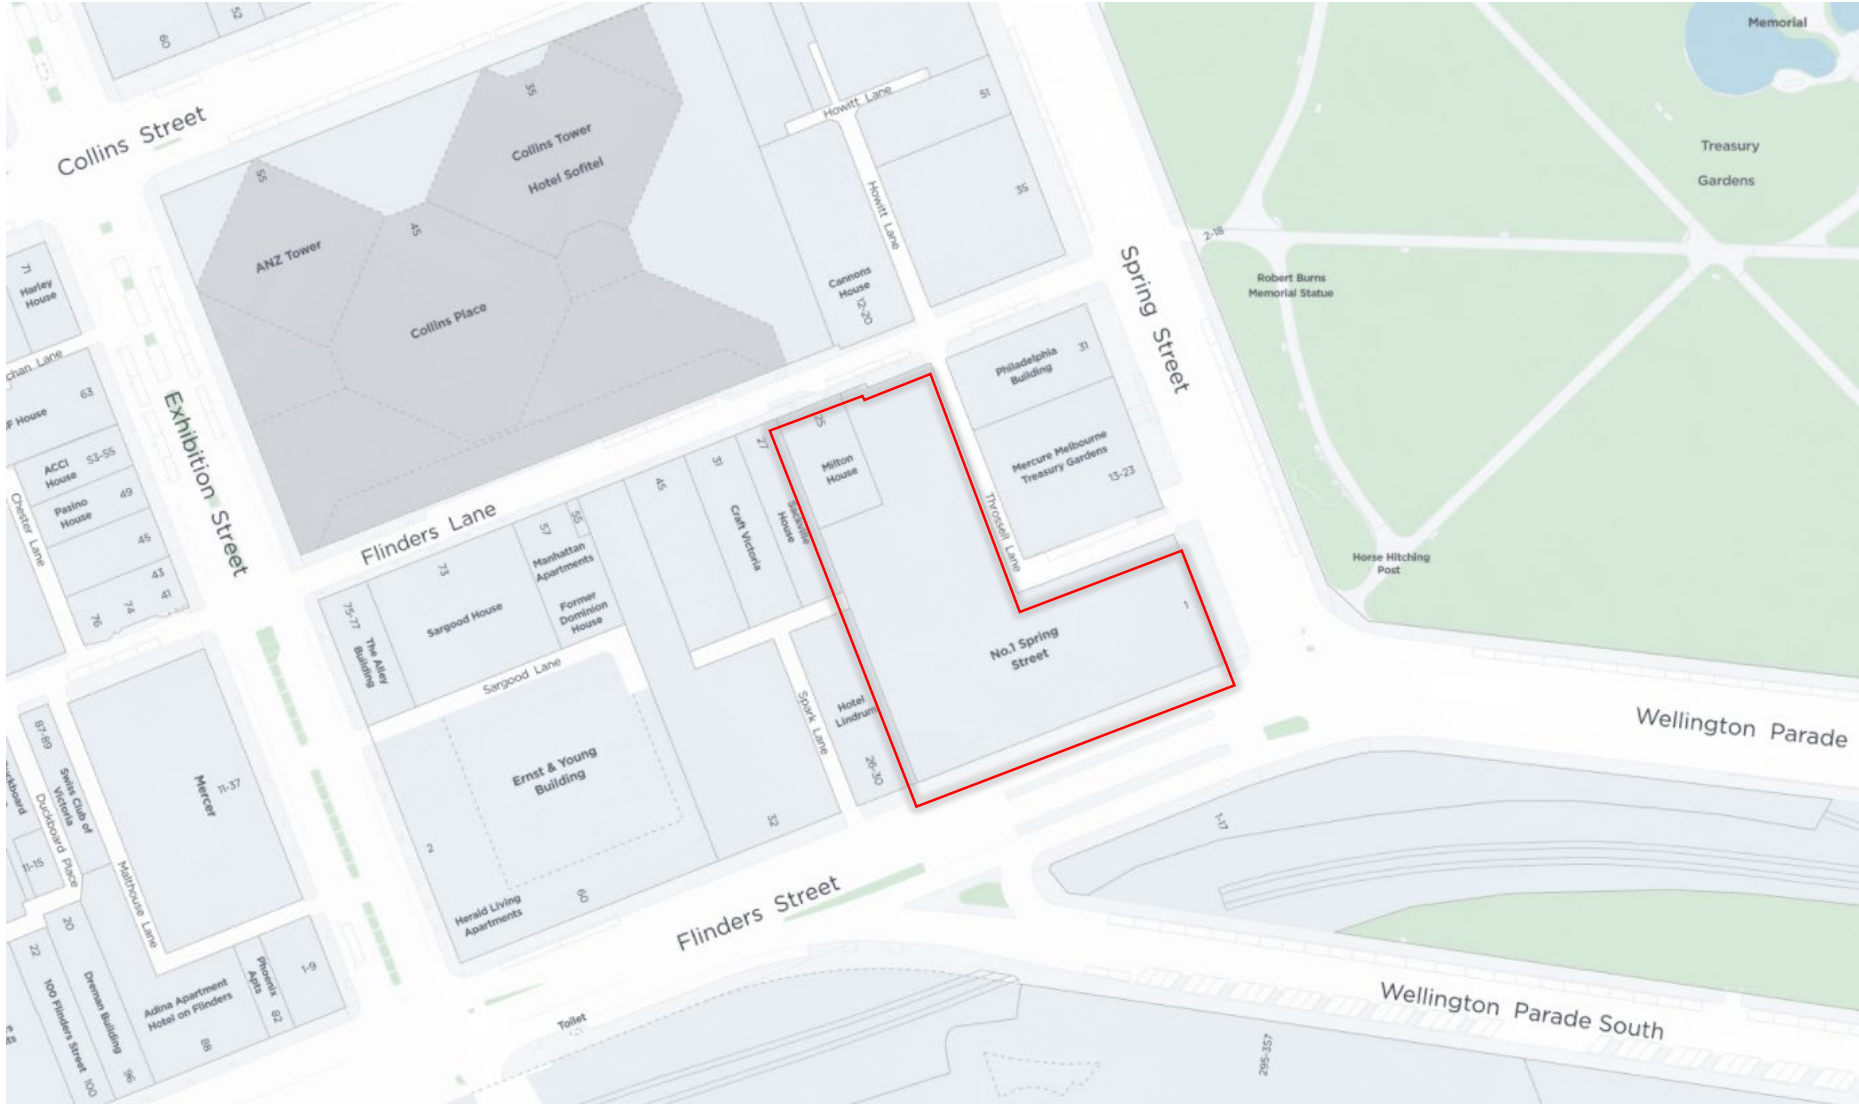 60
52
Memorial
Collins Street
35
Collins Tower
Hotel Sofitel
51
Howitt Lane
Treasury
Gardens
55
45
ANZ Tower
Collins Place
Howitt Lane
35
2-18
Cannons
House
12-20
Spring Street
Robert Burns
Memorial Statue
71
Harley
House
63
Exhibition Street
Philadelphia
Building
31
Mercure Melbourne
Treasury Gardens
13-23
ACCI
House
53-55
Pasino
House
49
45
43
41
76
74
Chester Lane
Flinders Lane
25
Milton
House
27
Sackville
House
31
Craft Victoria
45
55
57
Manhattan
Apartments
Former
Dominion
House
73
Sargood House
75-77
The Alley
Building
Throssell Lane
Horse Hitching
Post
1
No.1 Spring
Street
Sargood Lane
Spark Lane
Hotel
Lindrum
26-30
Wellington Parade
Ernst & Young
Building
87-89
Swiss Club of
Victoria
Duckboard Place
Mercer
11-37
11-15
Malthouse Lane
2
32
1-17
60
Herald Living
Apartments
Flinders Street
20
22
Drenan Building
100 Flinders Street
100
96
Adina Apartment
Hotel on Flinders
88
Phoenix
Apts
82
1-9
Toilet
Wellington Parade South
295-357